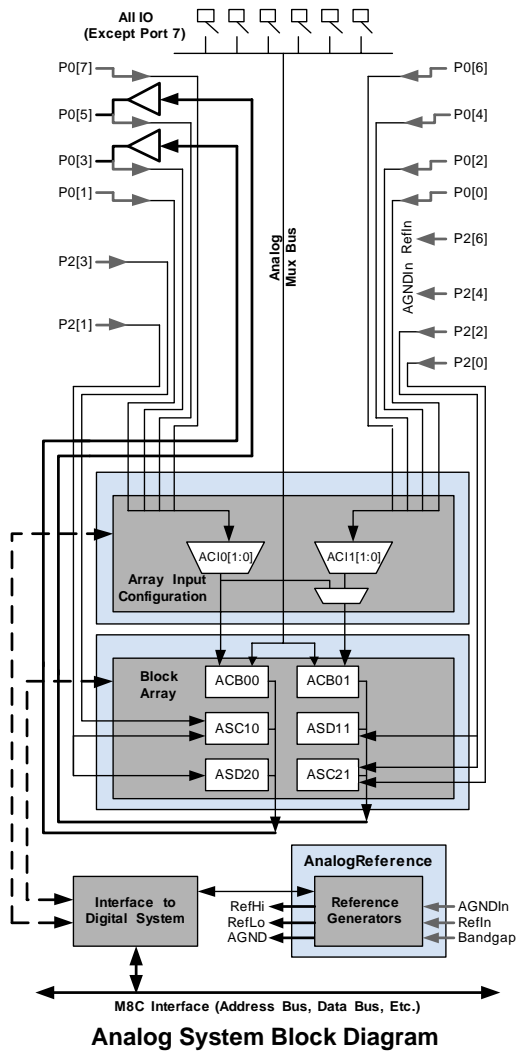 All IO
(Except Port 7)
P0[7]
P0[5]
P0[3]
P0[1]
P2[3]
P2[1]
Analog
Mux Bus
P0[6]
P0[4]
P0[2]
P0[0]
AGNDIn RefIn
P2[6]
P2[4]
P2[2]
P2[0]
ACI0[1:0]
ACI1[1:0]
Array Input
Configuration
Block
Array
ACB00
ACB01
ASC10
ASD11
ASD20
ASC21
AnalogReference
Interface to
Digital System
RefHi
RefLo
AGND
Reference
Generators
AGNDIn
RefIn
Bandgap
M8C Interface (Address Bus, Data Bus, Etc.)
Analog System Block Diagram